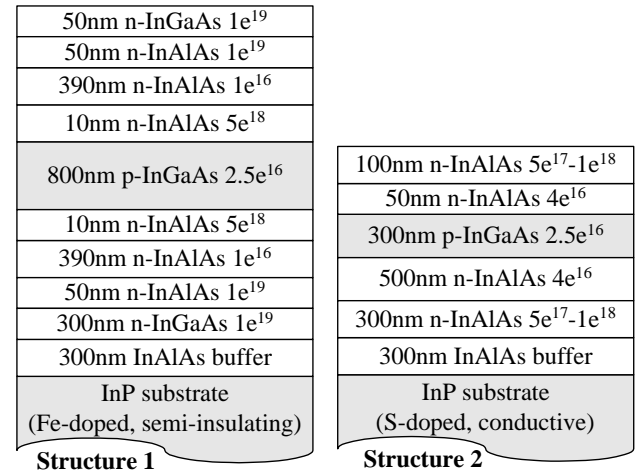 50nm n-InGaAs 1e¹⁹
50nm n-InAlAs 1e¹⁹
390nm n-InAlAs 1e¹⁶
10nm n-InAlAs 5e¹⁸
800nm p-InGaAs 2.5e¹⁶
10nm n-InAlAs 5e¹⁸
390nm n-InAlAs 1e¹⁶
50nm n-InAlAs 1e¹⁹
300nm n-InGaAs 1e¹⁹
300nm InAlAs buffer
InP substrate
(Fe-doped, semi-insulating)
Structure 1
100nm n-InAlAs 5e¹⁷-1e¹⁸
50nm n-InAlAs 4e¹⁶
300nm p-InGaAs 2.5e¹⁶
500nm n-InAlAs 4e¹⁶
300nm n-InAlAs 5e¹⁷-1e¹⁸
300nm InAlAs buffer
InP substrate
(S-doped, conductive)
Structure 2